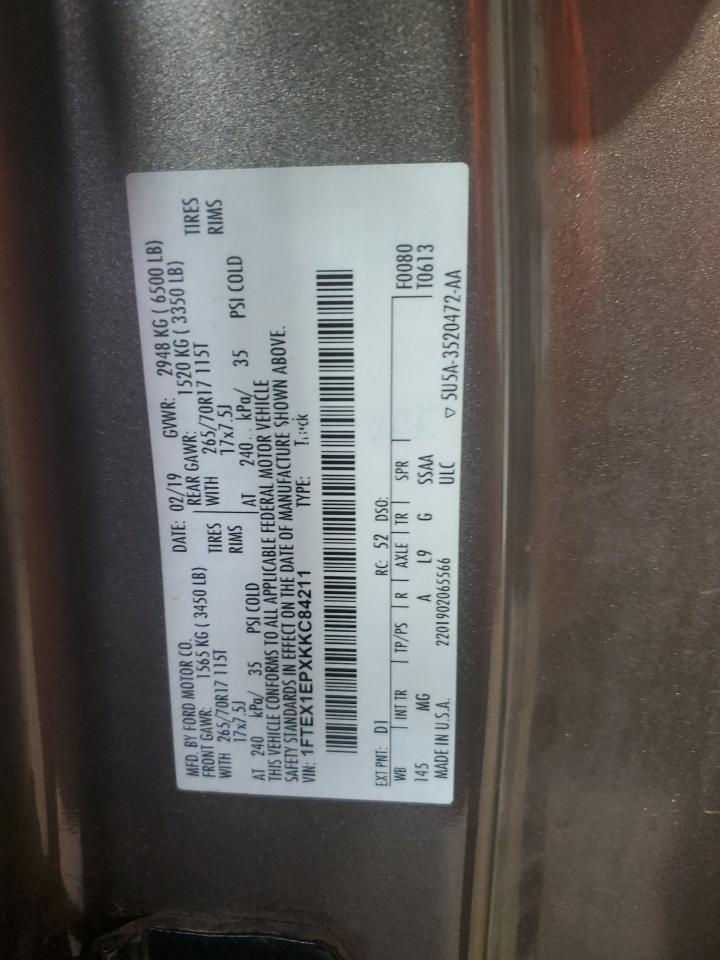 MFD. BY FORD MOTOR CO.
DATE: 02/19 GVWR: 2948 KG ( 6500 LB)
FRONT GAWR: 1565 KG ( 3450 LB) REAR GAWR: 1520 KG ( 3350 LB)
WITH 265/70R17 115T TIRES WITH 265/70R17 115T TIRES
17x7.5J RIMS 17x7.5J RIMS
AT 240 kPa/ 35 PSI COLD AT 240 kPa/ 35 PSI COLD
THIS VEHICLE CONFORMS TO ALL APPLICABLE FEDERAL MOTOR VEHICLE
SAFETY STANDARDS IN EFFECT ON THE DATE OF MANUFACTURE SHOWN ABOVE.
VIN: 1FTEX1EPXKKC84211 TYPE: Truck
EXT PNT: D1 RC: 52 DSO:
WB INT TR TP/PS R AXLE TR SPR F0080
145 MG A L9 G SSAA T0613
MADE IN U.S.A. 2201902065566 ULC ▽ 5U5A-3520472-AA